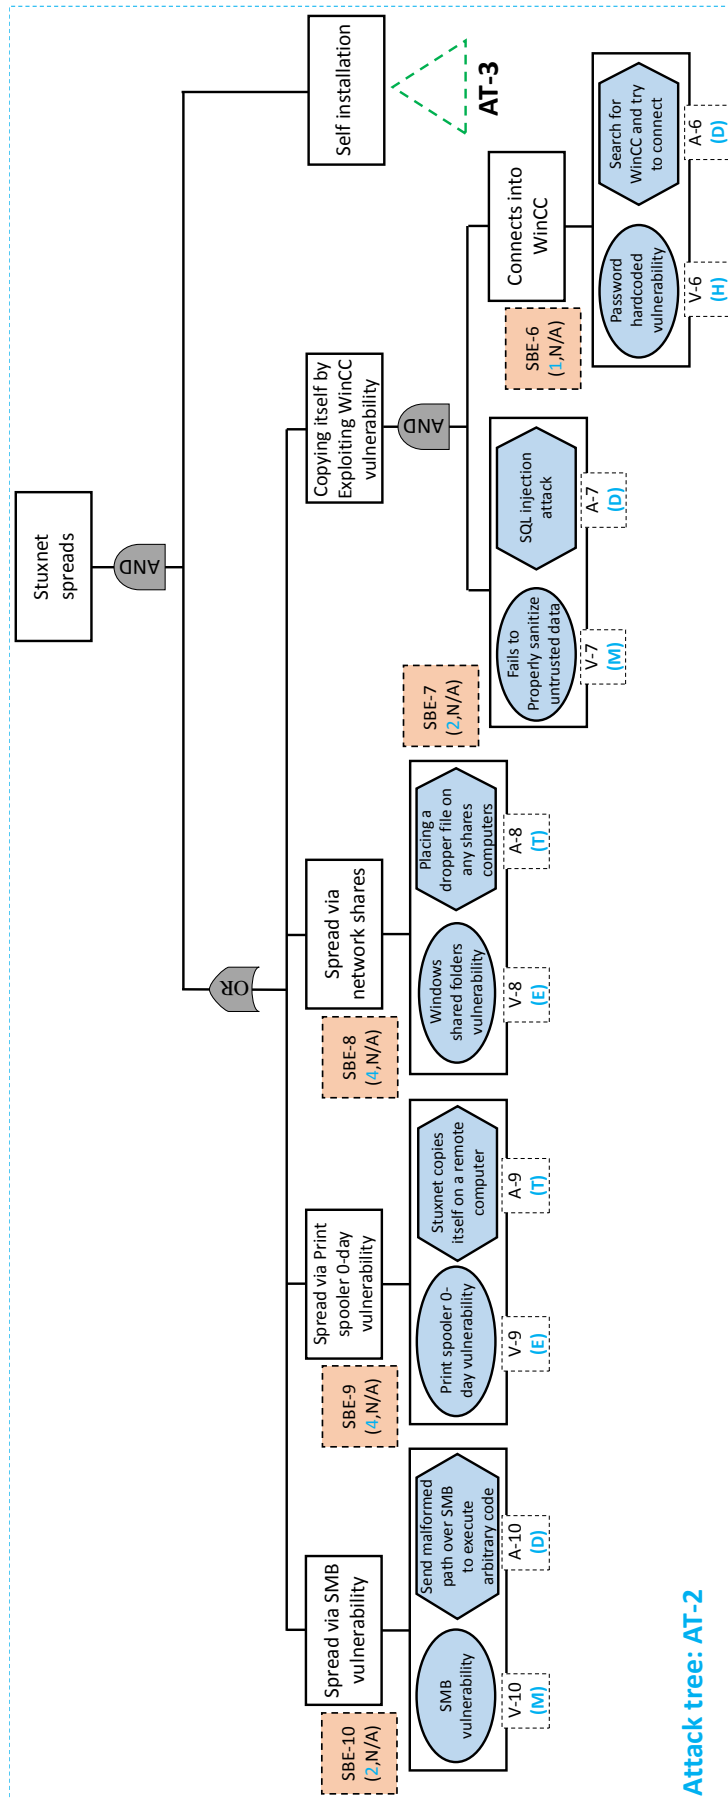 Stuxnet
spreads
AND
OR
Spread via SMB
vulnerability
Spread via Print
spooler 0-day
vulnerability
Spread via
network shares
Copying itself by
Exploiting WinCC
vulnerability
Self installation
AT-3
SBE-10
(2,N/A)
SMB
vulnerability
Send malformed
path over SMB
to execute
arbitrary code
V-10
(M)
A-10
(D)
SBE-9
(4,N/A)
Print spooler 0-
day vulnerability
Stuxnet copies
itself on a remote
computer
V-9
(E)
A-9
(T)
SBE-8
(4,N/A)
Windows
shared folders
vulnerability
Placing a
dropper file on
any shares
computers
V-8
(E)
A-8
(T)
AND
SBE-7
(2,N/A)
Fails to
Properly sanitize
untrusted data
SQL injection
attack
V-7
(M)
A-7
(D)
Connects into
WinCC
SBE-6
(1,N/A)
Password
hardcoded
vulnerability
Search for
WinCC and try
to connect
V-6
(H)
A-6
(D)
Attack tree: AT-2